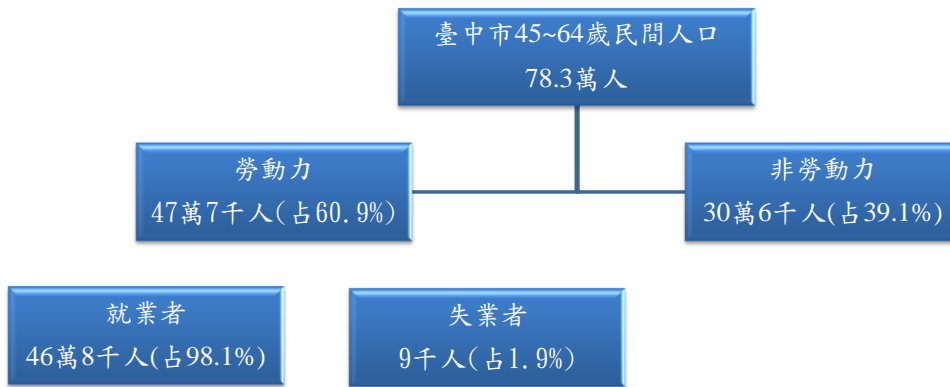 臺中市45~64歲民間人口
78.3萬人
勞動力
47萬7千人(占60.9%)
非勞動力
30萬6千人(占39.1%)
就業者
46萬8千人(占98.1%)
失業者
9千人(占1.9%)